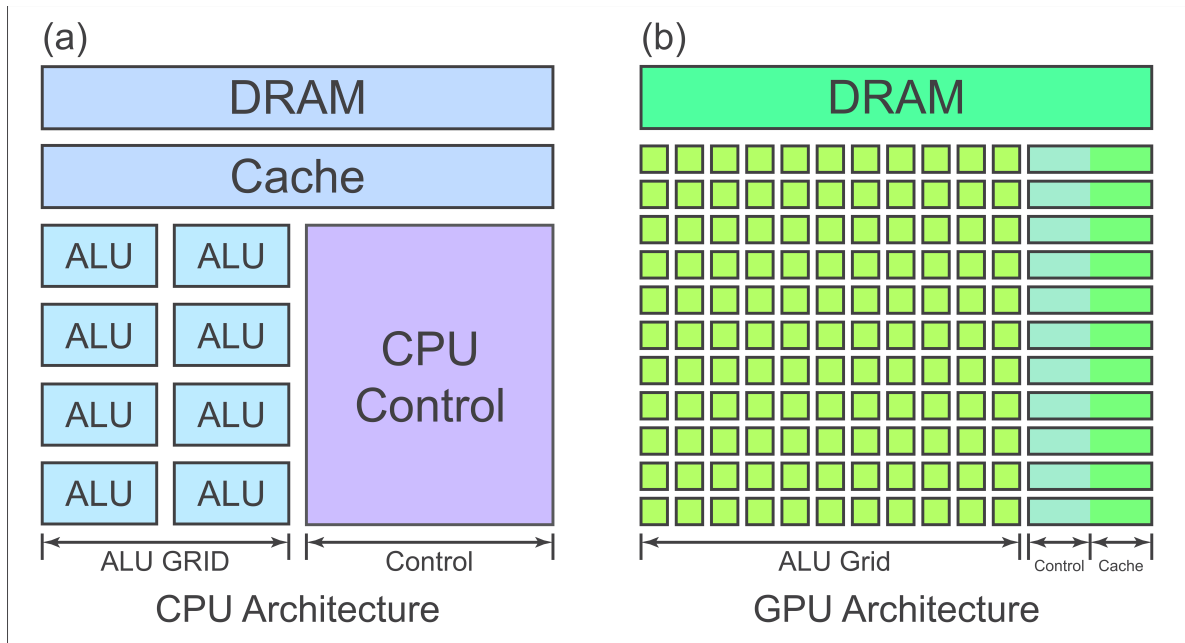 (a)
DRAM
Cache
ALU ALU
ALU ALU
ALU ALU
ALU ALU
CPU
Control
ALU GRID
Control
CPU Architecture
(b)
DRAM
ALU Grid
Control
Cache
GPU Architecture